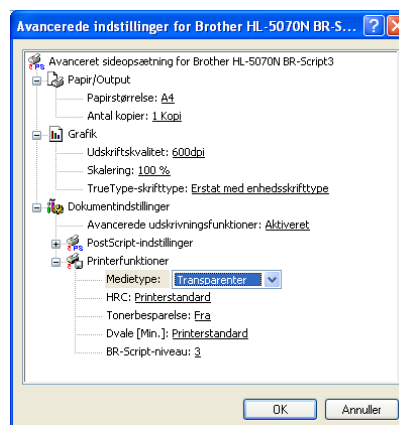 Avancerede indstillinger for Brother HL-5070N BR-S...
Avanceret sideopsætning for Brother HL-5070N BR-Script3
Papir/Output
Papirstørrelse: A4
Antal kopier: 1 Kopi
Grafik
Udskriftskvalitet: 600dpi
Skalering: 100 %
TrueType-skrifttype: Erstat med enhedsskrifttype
Dokumentindstillinger
Avancerede udskrivningsfunktioner: Aktiveret
PostScript-indstillinger
Printerfunktioner
Medietype: Transparenter
HRC: Printerstandard
Tonerbesparelse: Fra
Dvale [Min.]: Printerstandard
BR-Script-niveau: 3
OK Annuller